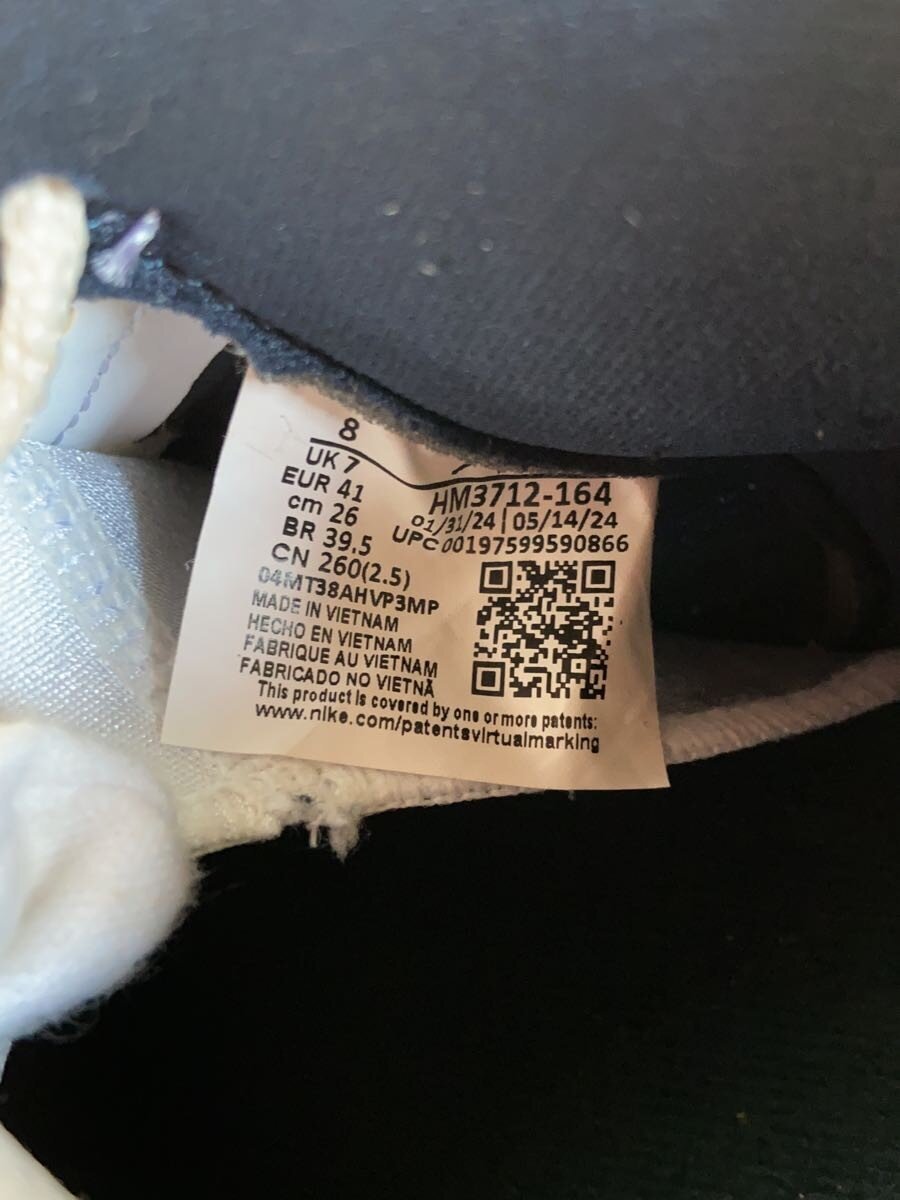 8
UK 7
EUR 41
cm 26
BR 39.5
CN 260(2.5)
04MT38AHVP3MP
MADE IN VIETNAM
HECHO EN VIETNAM
FABRIQUE AU VIETNAM
FABRICADO NO VIETNÃ
HM3712-164
01/31/24 | 05/14/24
UPC 00197599590866
This product is covered by one or more patents:
www.nike.com/patentsvirtualmarking